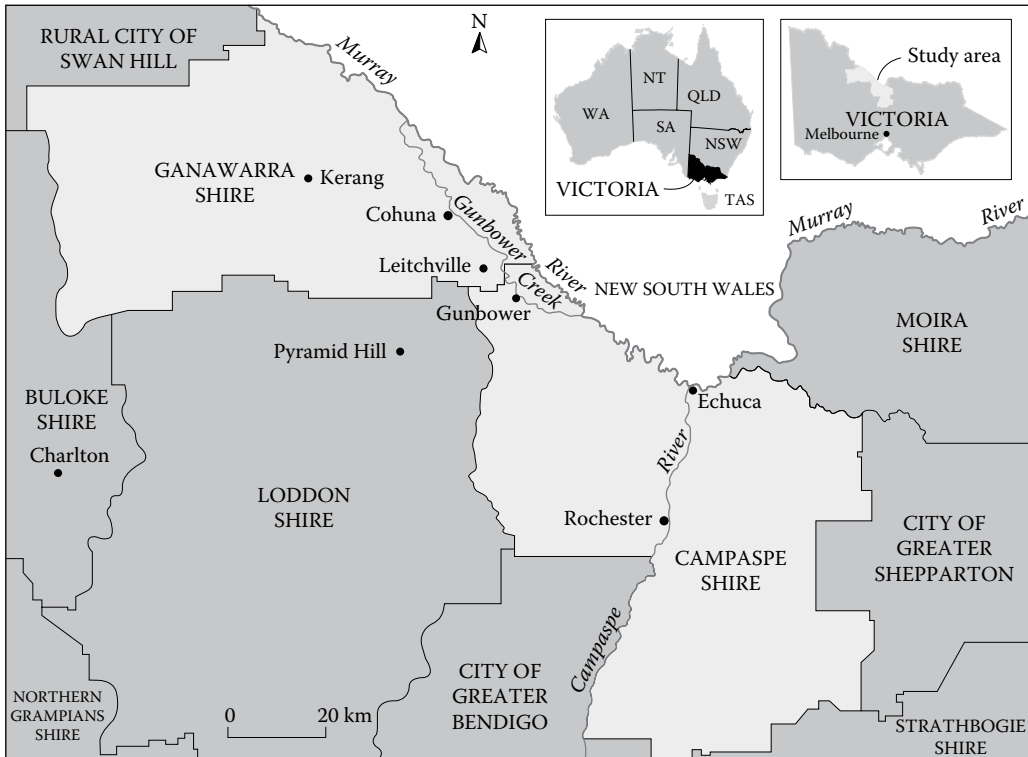 RURAL CITY OF
SWAN HILL
N
Murray
WA
NT
QLD
SA
NSW
VICTORIA
TAS
Study area
VICTORIA
Melbourne
GANAWARRA
SHIRE
Kerang
Cohuna
Gunbower
Leitchville
River
Creek
Gunbower
NEW SOUTH WALES
Murray
River
MOIRA
SHIRE
Pyramid Hill
BULOKE
SHIRE
Charlton
Echuca
River
LODDON
SHIRE
Rochester
CAMPASPE
SHIRE
CITY OF
GREATER
SHEPPARTON
Campaspe
CITY OF
GREATER
BENDIGO
NORTHERN
GRAMPIANS
SHIRE
0 20 km
STRATHBOGIE
SHIRE